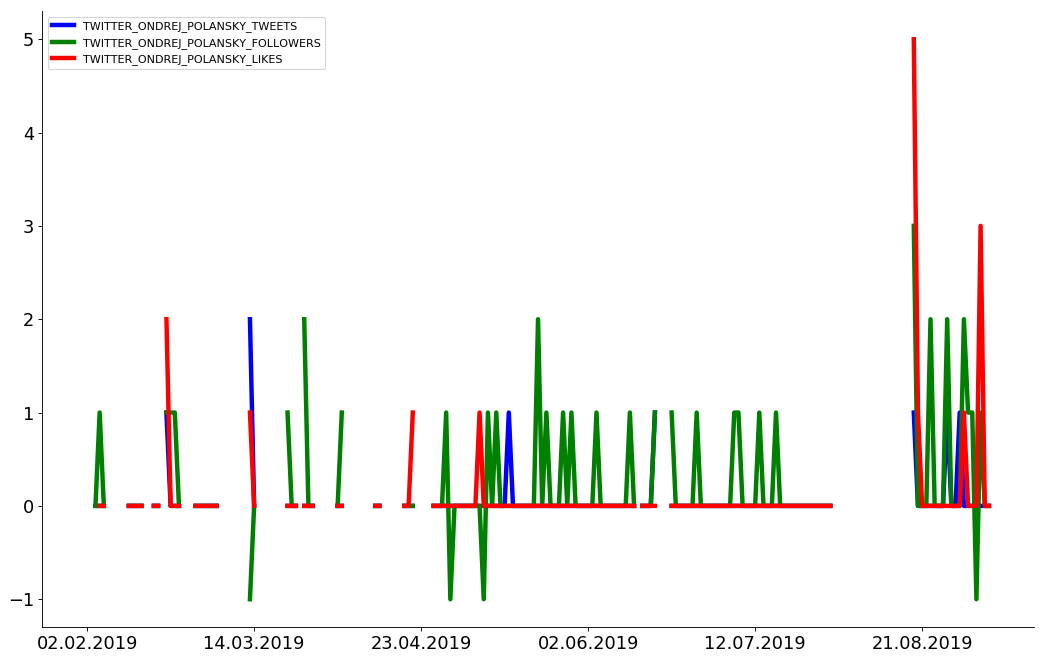 TWITTER_ONDREJ_POLANSKY_TWEETS
TWITTER_ONDREJ_POLANSKY_FOLLOWERS
TWITTER_ONDREJ_POLANSKY_LIKES
5
4
3
2
1
0
−1
02.02.2019 14.03.2019 23.04.2019 02.06.2019 12.07.2019 21.08.2019